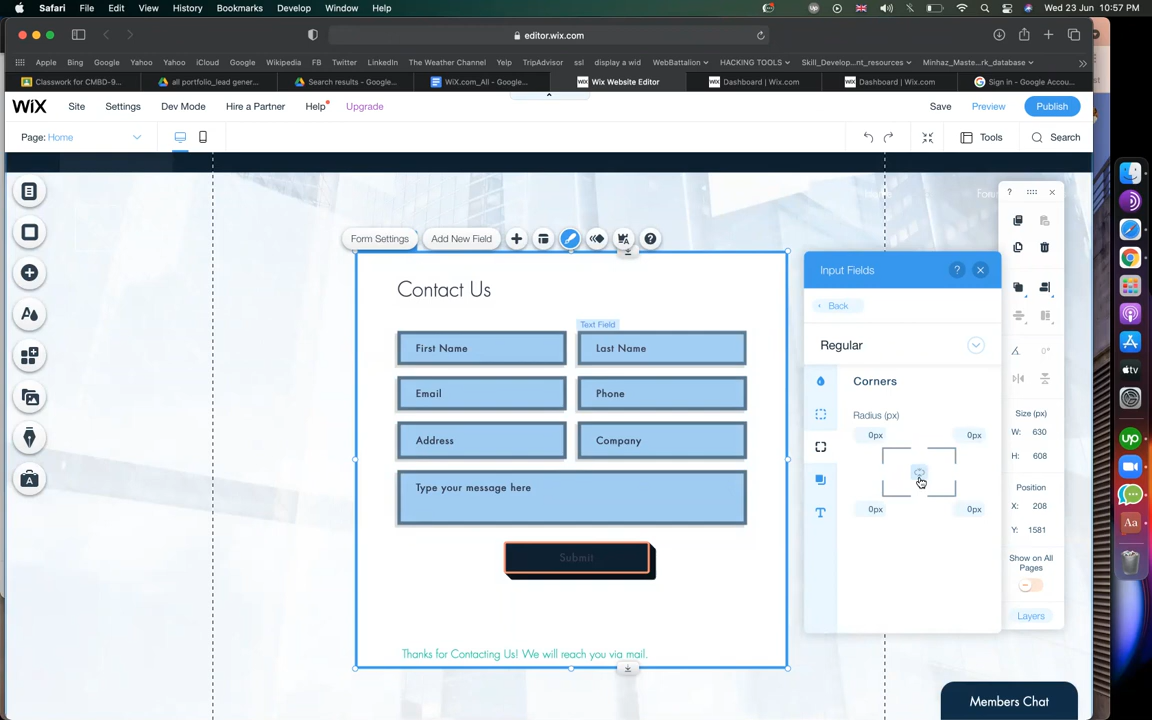 Safari File Edit View History Bookmarks Develop Window Help Wed 23 Jun 10:57 PM
editor.wix.com
Apple Bing Google Yahoo Yahoo iCloud Google Wikipedia FB Twitter LinkedIn The Weather Channel Yelp TripAdvisor ssl display a wid WebBattalion HACKING TOOLS Skill_Develop...nt_resources Minhaz_Maste..rk_database
Classwork for CMBD-9... all portfolio_lead gener... Search results - Google... WiX.com_All - Google... Wix Website Editor Dashboard | Wix.com Dashboard | Wix.com Sign in - Google Accou...
WiX Site Settings Dev Mode Hire a Partner Help Upgrade Save Preview Publish
Page: Home Tools Search
Form Settings Add New Field
Contact Us
Text Field
First Name Last Name
Email Phone
Address Company
Type your message here
Submit
Thanks for Contacting Us! We will reach you via mail.
Input Fields
Back
Regular
Corners
Radius (px)
0px 0px
0px 0px
0°
Size (px)
W: 630
H: 608
Position
X: 208
Y: 1581
Show on All
Pages
Layers
Members Chat